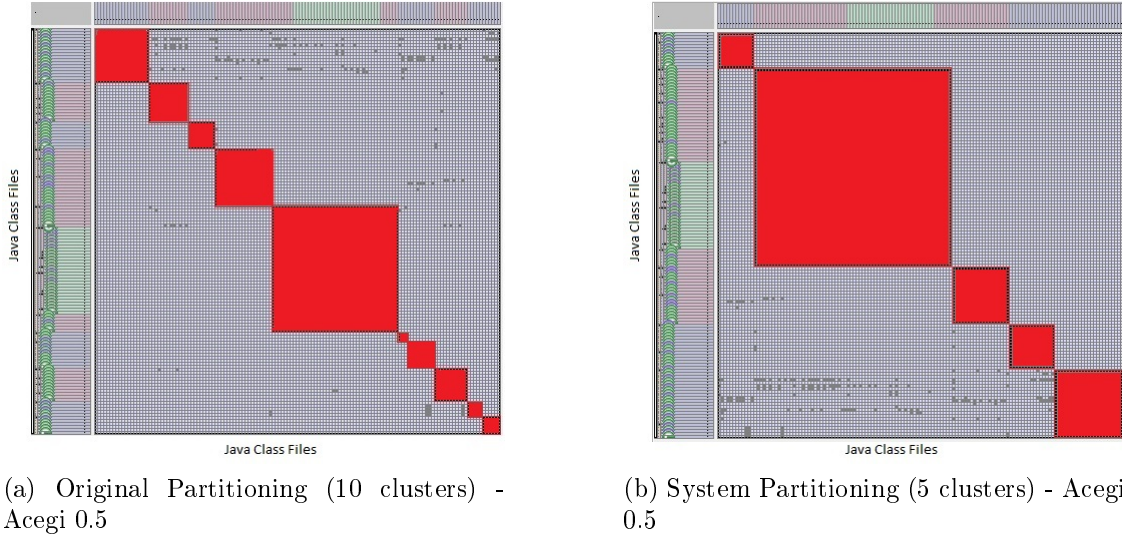 Java Class Files
Java Class Files
(a) Original Partitioning (10 clusters) -
Acegi 0.5
Java Class Files
Java Class Files
(b) System Partitioning (5 clusters) - Acegi
0.5